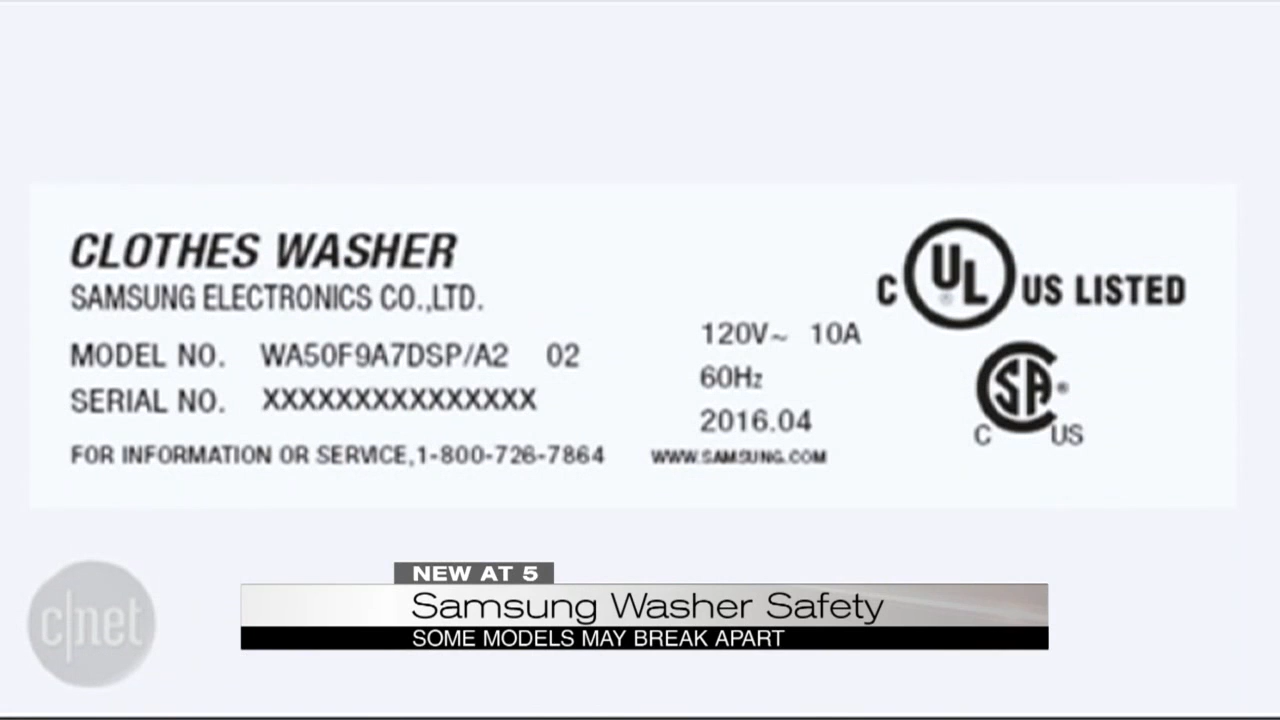 CLOTHES WASHER
SAMSUNG ELECTRONICS CO.,LTD.
MODEL NO. WA50F9A7DSP/A2 02
SERIAL NO. XXXXXXXXXXXXXXX
FOR INFORMATION OR SERVICE,1-800-726-7864
120V~ 10A
60Hz
2016.04
WWW.SAMSUNG.COM
C UL® US LISTED
SA®
C US
c|net
NEW AT 5
Samsung Washer Safety
SOME MODELS MAY BREAK APART